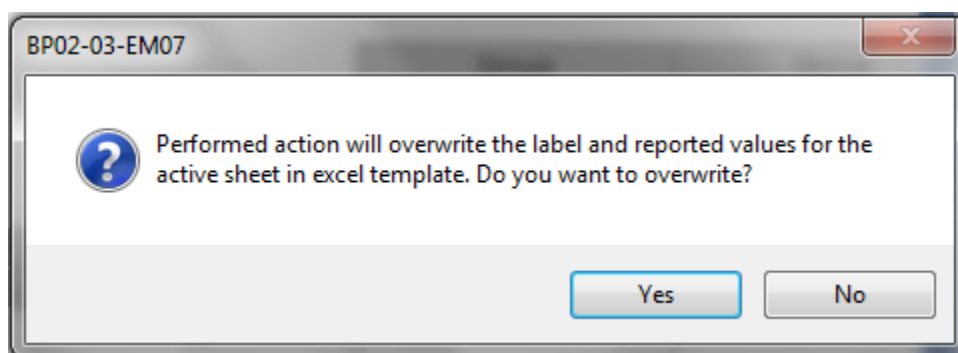 BP02-03-EM07
Performed action will overwrite the label and reported values for the
active sheet in excel template. Do you want to overwrite?
Yes No